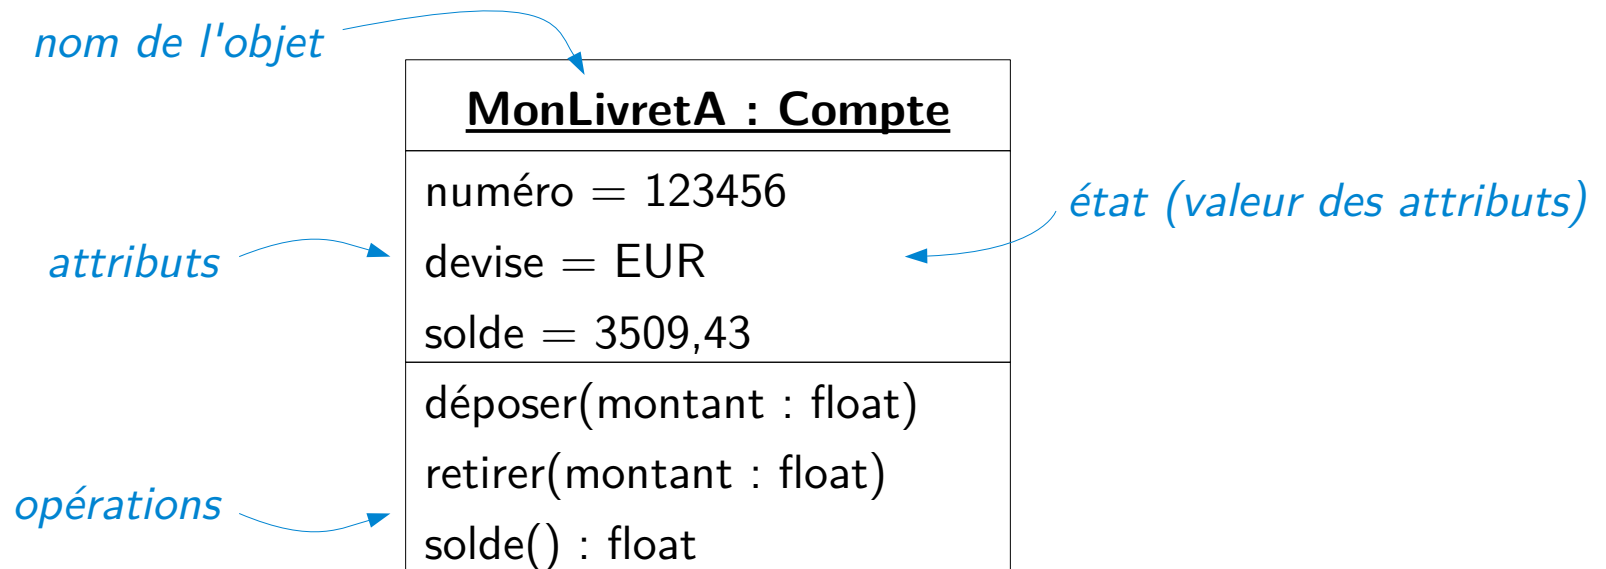 nom de l'objet
MonLivretA : Compte
numéro = 123456
état (valeur des attributs)
attributs
devise = EUR
solde = 3509,43
déposer(montant : float)
retirer(montant : float)
opérations
solde() : float